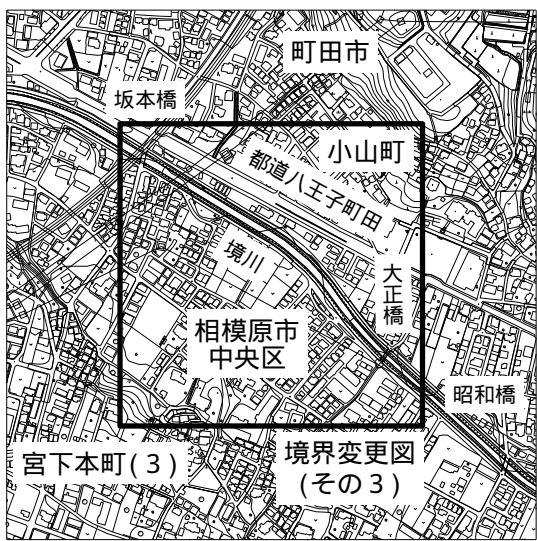 町田市
坂本橋
小山町
都道八王子町田
境川
大正橋
相模原市
中央区
昭和橋
宮下本町(3)
境界変更図
(その3)